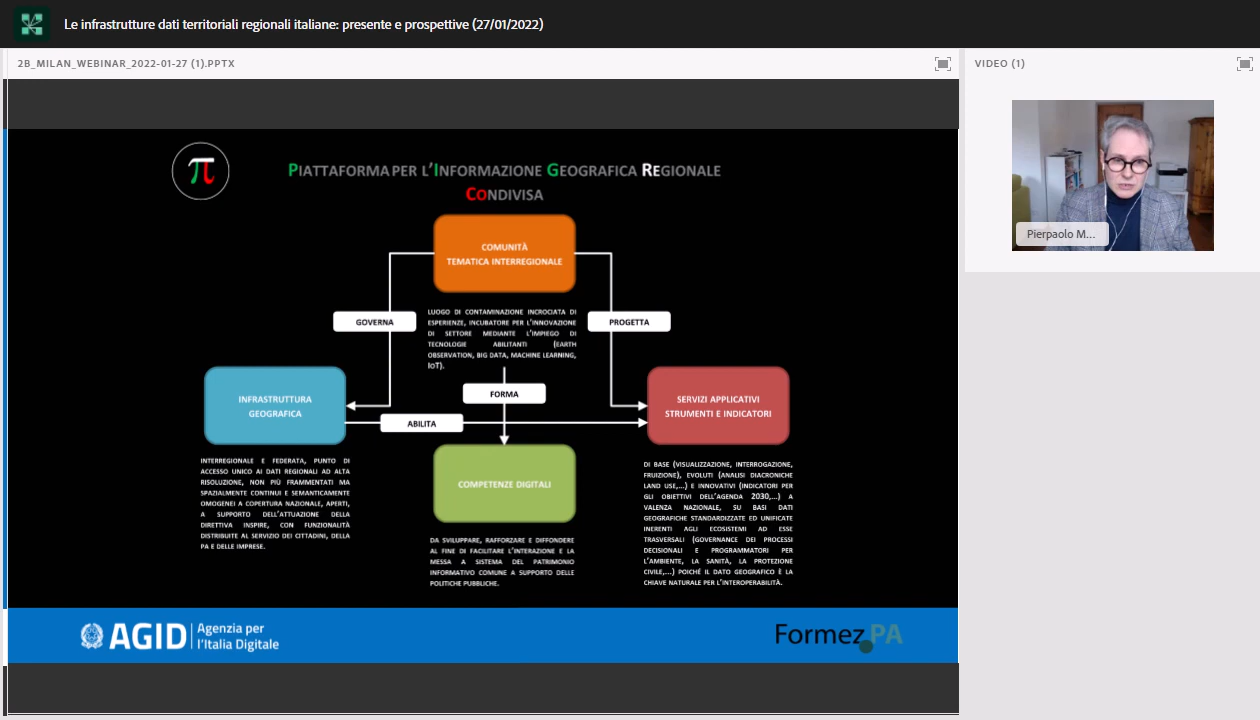 Le infrastrutture dati territoriali regionali italiane: presente e prospettive (27/01/2022)
2B_MILAN_WEBINAR_2022-01-27 (1).PPTX
VIDEO (1)
Pierpaolo M...
π
PIATTAFORMA PER L'INFORMAZIONE GEOGRAFICA REGIONALE
CONDIVISA
COMUNITÀ
TEMATICA INTERREGIONALE
GOVERNA
PROGETTA
LUOGO DI CONTAMINAZIONE INCROCIATA DI
ESPERIENZE, INCUBATORE PER L'INNOVAZIONE
DI SETTORE MEDIANTE L'IMPIEGO DI
TECNOLOGIE ABILITANTI (EARTH
OBSERVATION, BIG DATA, MACHINE LEARNING,
IoT).
INFRASTRUTTURA
GEOGRAFICA
FORMA
ABILITA
SERVIZI APPLICATIVI
STRUMENTI E INDICATORI
INTERREGIONALE E FEDERATA, PUNTO DI
ACCESSO UNICO AI DATI REGIONALI AD ALTA
RISOLUZIONE, NON PIÙ FRAMMENTATI MA
SPAZIALMENTE CONTINUI E SEMANTICAMENTE
OMOGENEI A COPERTURA NAZIONALE, APERTI,
A SUPPORTO DELL'ATTUAZIONE DELLA
DIRETTIVA INSPIRE, CON FUNZIONALITÀ
DISTRIBUITE AL SERVIZIO DEI CITTADINI, DELLA
PA E DELLE IMPRESE.
COMPETENZE DIGITALI
DA SVILUPPARE, RAFFORZARE E DIFFONDERE
AL FINE DI FACILITARE L'INTERAZIONE E LA
MESSA A SISTEMA DEL PATRIMONIO
INFORMATIVO COMUNE A SUPPORTO DELLE
POLITICHE PUBBLICHE.
DI BASE (VISUALIZZAZIONE, INTERROGAZIONE,
FRUIZIONE), EVOLUTI (ANALISI DIACRONICHE
LAND USE,...) E INNOVATIVI (INDICATORI PER
GLI OBIETTIVI DELL'AGENDA 2030,...) A
VALENZA NAZIONALE, SU BASI DATI
GEOGRAFICHE STANDARDIZZATE ED UNIFICATE
INERENTI AGLI ECOSISTEMI AD ESSE
TRASVERSALI (GOVERNANCE DEI PROCESSI
DECISIONALI E PROGRAMMATORI PER
L'AMBIENTE, LA SANITÀ, LA PROTEZIONE
CIVILE,...) POICHÉ IL DATO GEOGRAFICO È LA
CHIAVE NATURALE PER L'INTEROPERABILITÀ.
AGID
Agenzia per
l'Italia Digitale
Formez PA